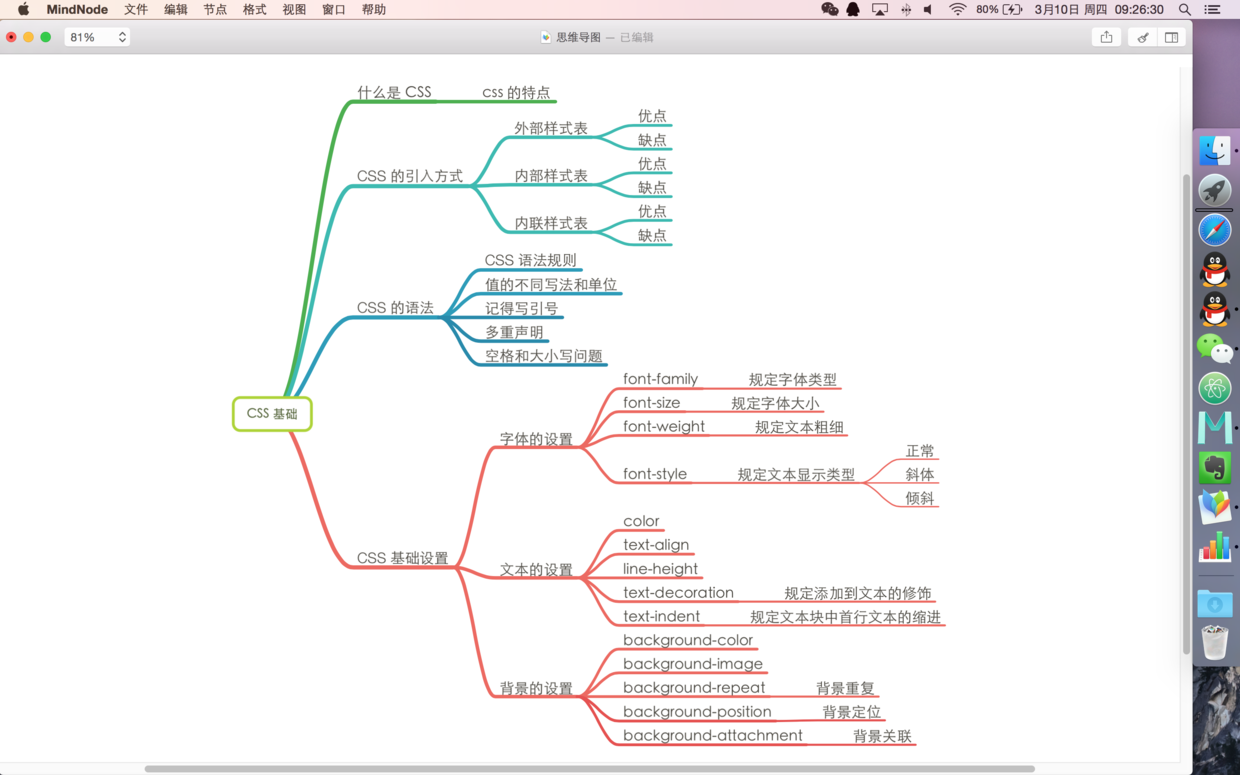 MindNode 文件 编辑 节点 格式 视图 窗口 帮助 80% 3月10日 周四 09:26:30
81% 思维导图 — 已编辑
什么是 CSS css 的特点
CSS 的引入方式
外部样式表
优点
缺点
内部样式表
优点
缺点
内联样式表
优点
缺点
CSS 的语法
CSS 语法规则
值的不同写法和单位
记得写引号
多重声明
空格和大小写问题
CSS 基础
CSS 基础设置
字体的设置
font-family 规定字体类型
font-size 规定字体大小
font-weight 规定文本粗细
font-style 规定文本显示类型
正常
斜体
倾斜
文本的设置
color
text-align
line-height
text-decoration 规定添加到文本的修饰
text-indent 规定文本块中首行文本的缩进
背景的设置
background-color
background-image
background-repeat 背景重复
background-position 背景定位
background-attachment 背景关联